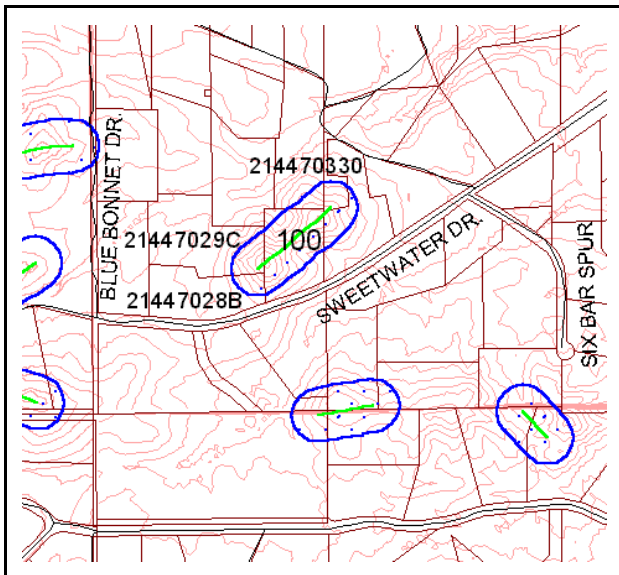 214470330
BLUE BONNET DR.
21447029C
100
SWEETWATER DR.
SIX BAR SPUR
21447028B